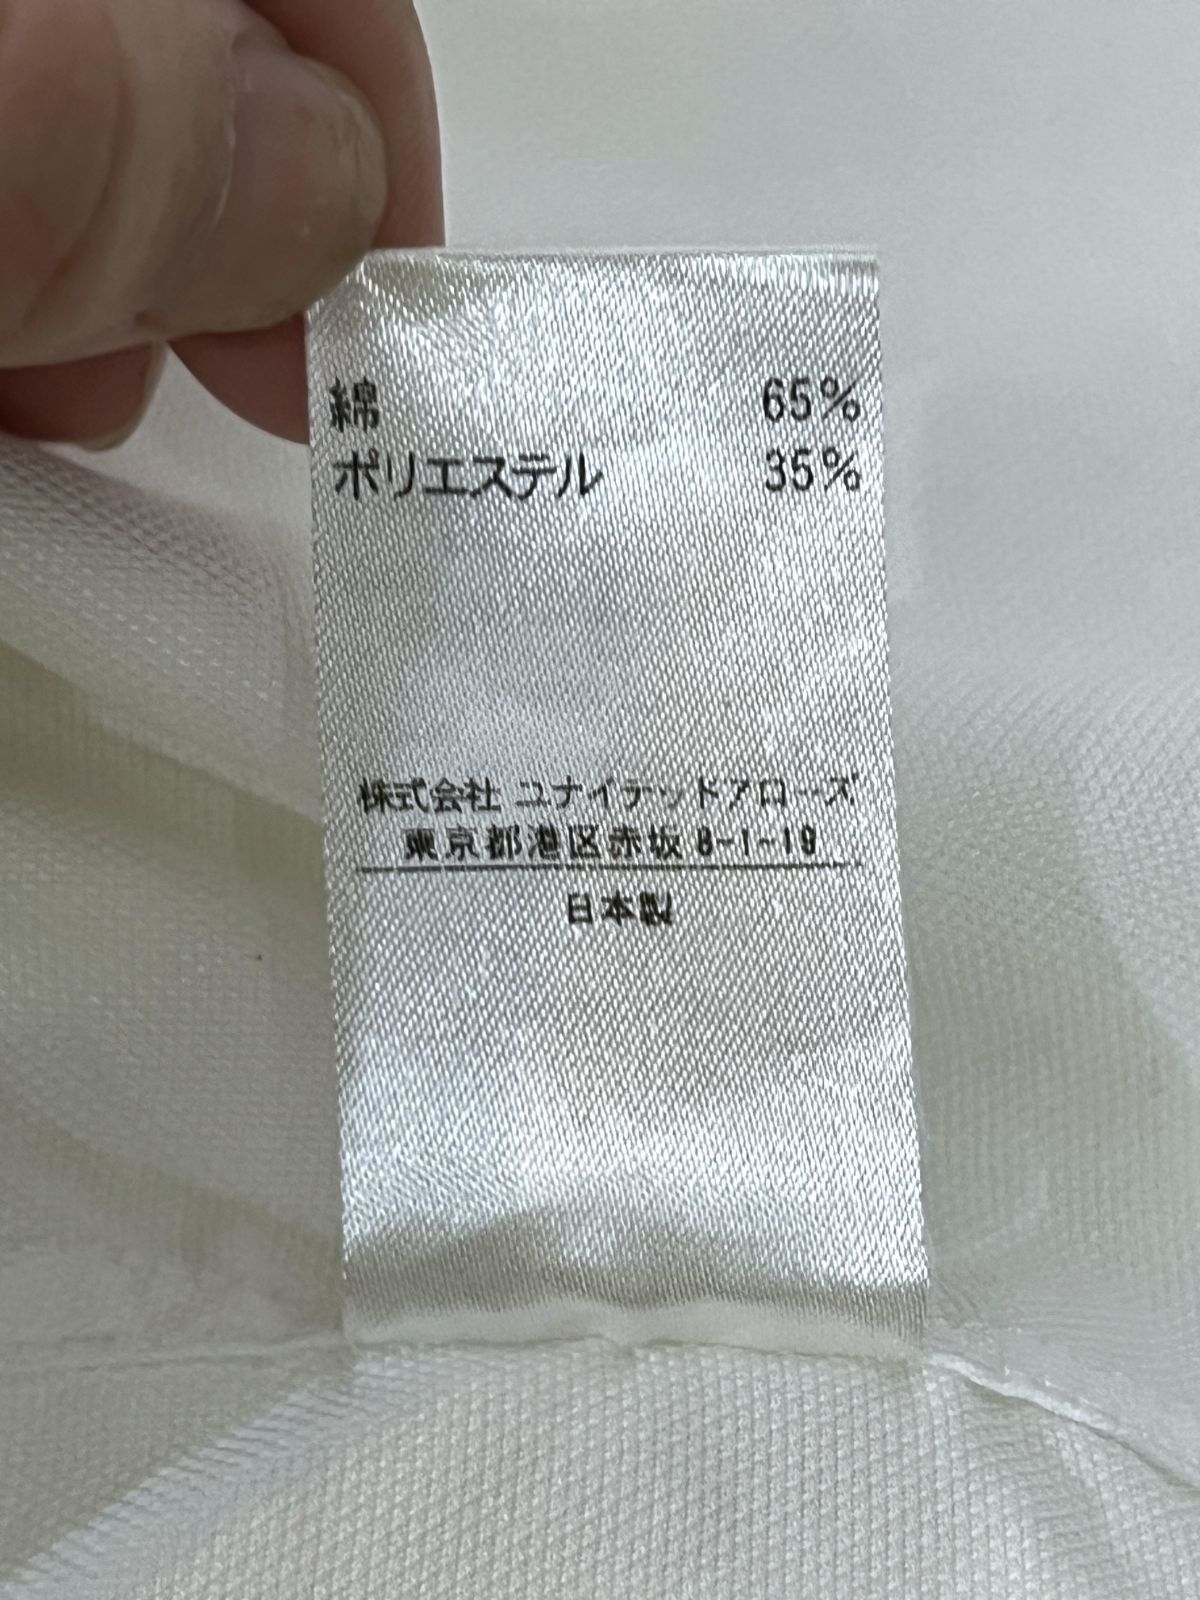 綿 65%
ポリエステル 35%
株式会社 ユナイテッドアローズ
東京都港区赤坂 8-1-19
日本製